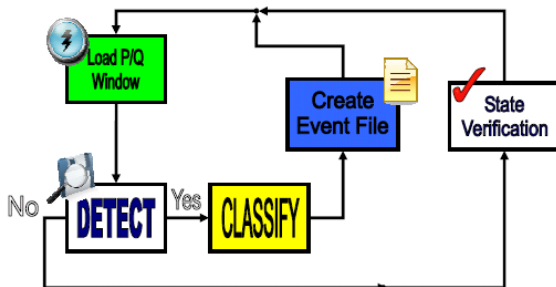 Load P/Q
Window
Create
Event File
State
Verification
No
DETECT
Yes
CLASSIFY